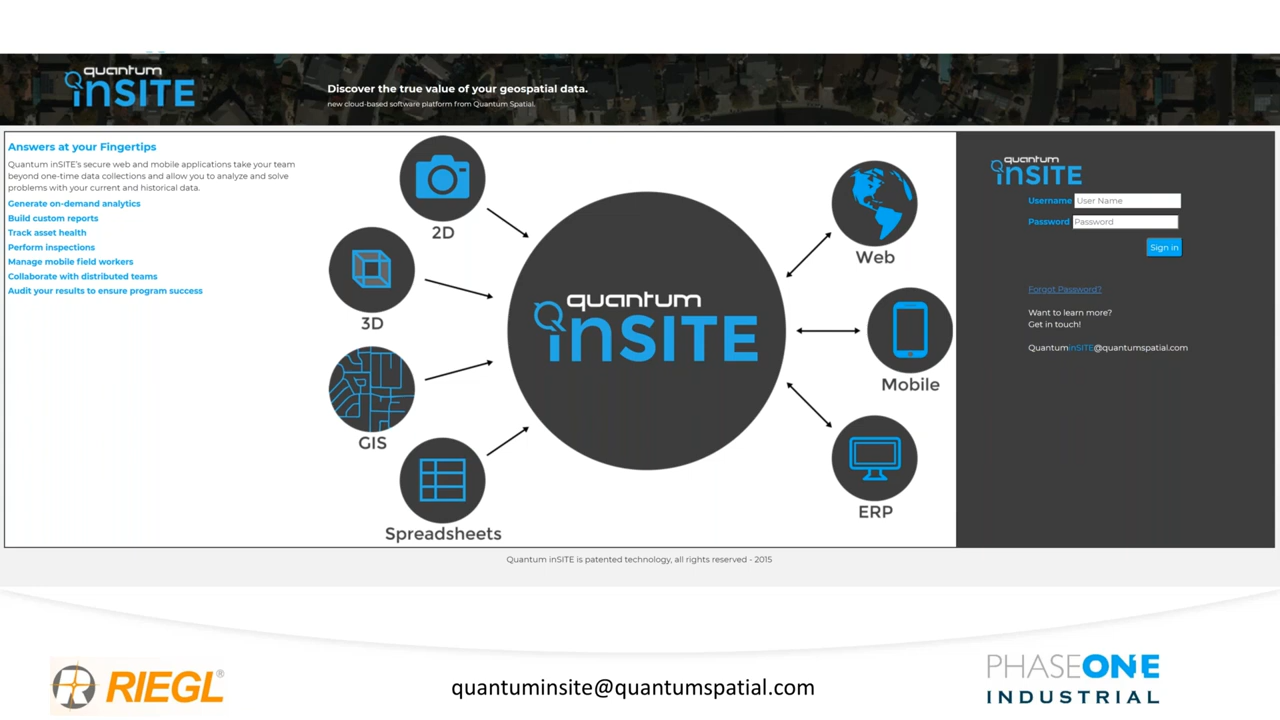 quantum
inSITE
Discover the true value of your geospatial data.
new cloud-based software platform from Quantum Spatial.
Answers at your Fingertips
Quantum inSITE's secure web and mobile applications take your team
beyond one-time data collections and allow you to analyze and solve
problems with your current and historical data.
Generate on-demand analytics
Build custom reports
Track asset health
Perform inspections
Manage mobile field workers
Collaborate with distributed teams
Audit your results to ensure program success
2D
3D
GIS
Spreadsheets
quantum
inSITE
Web
Mobile
ERP
quantum
inSITE
Username User Name
Password Password
Sign in
Forgot Password?
Want to learn more?
Get in touch!
QuantuminSITE@quantumspatial.com
Quantum inSITE is patented technology, all rights reserved - 2015
R RIEGL®
quantuminsite@quantumspatial.com
PHASEONE
INDUSTRIAL